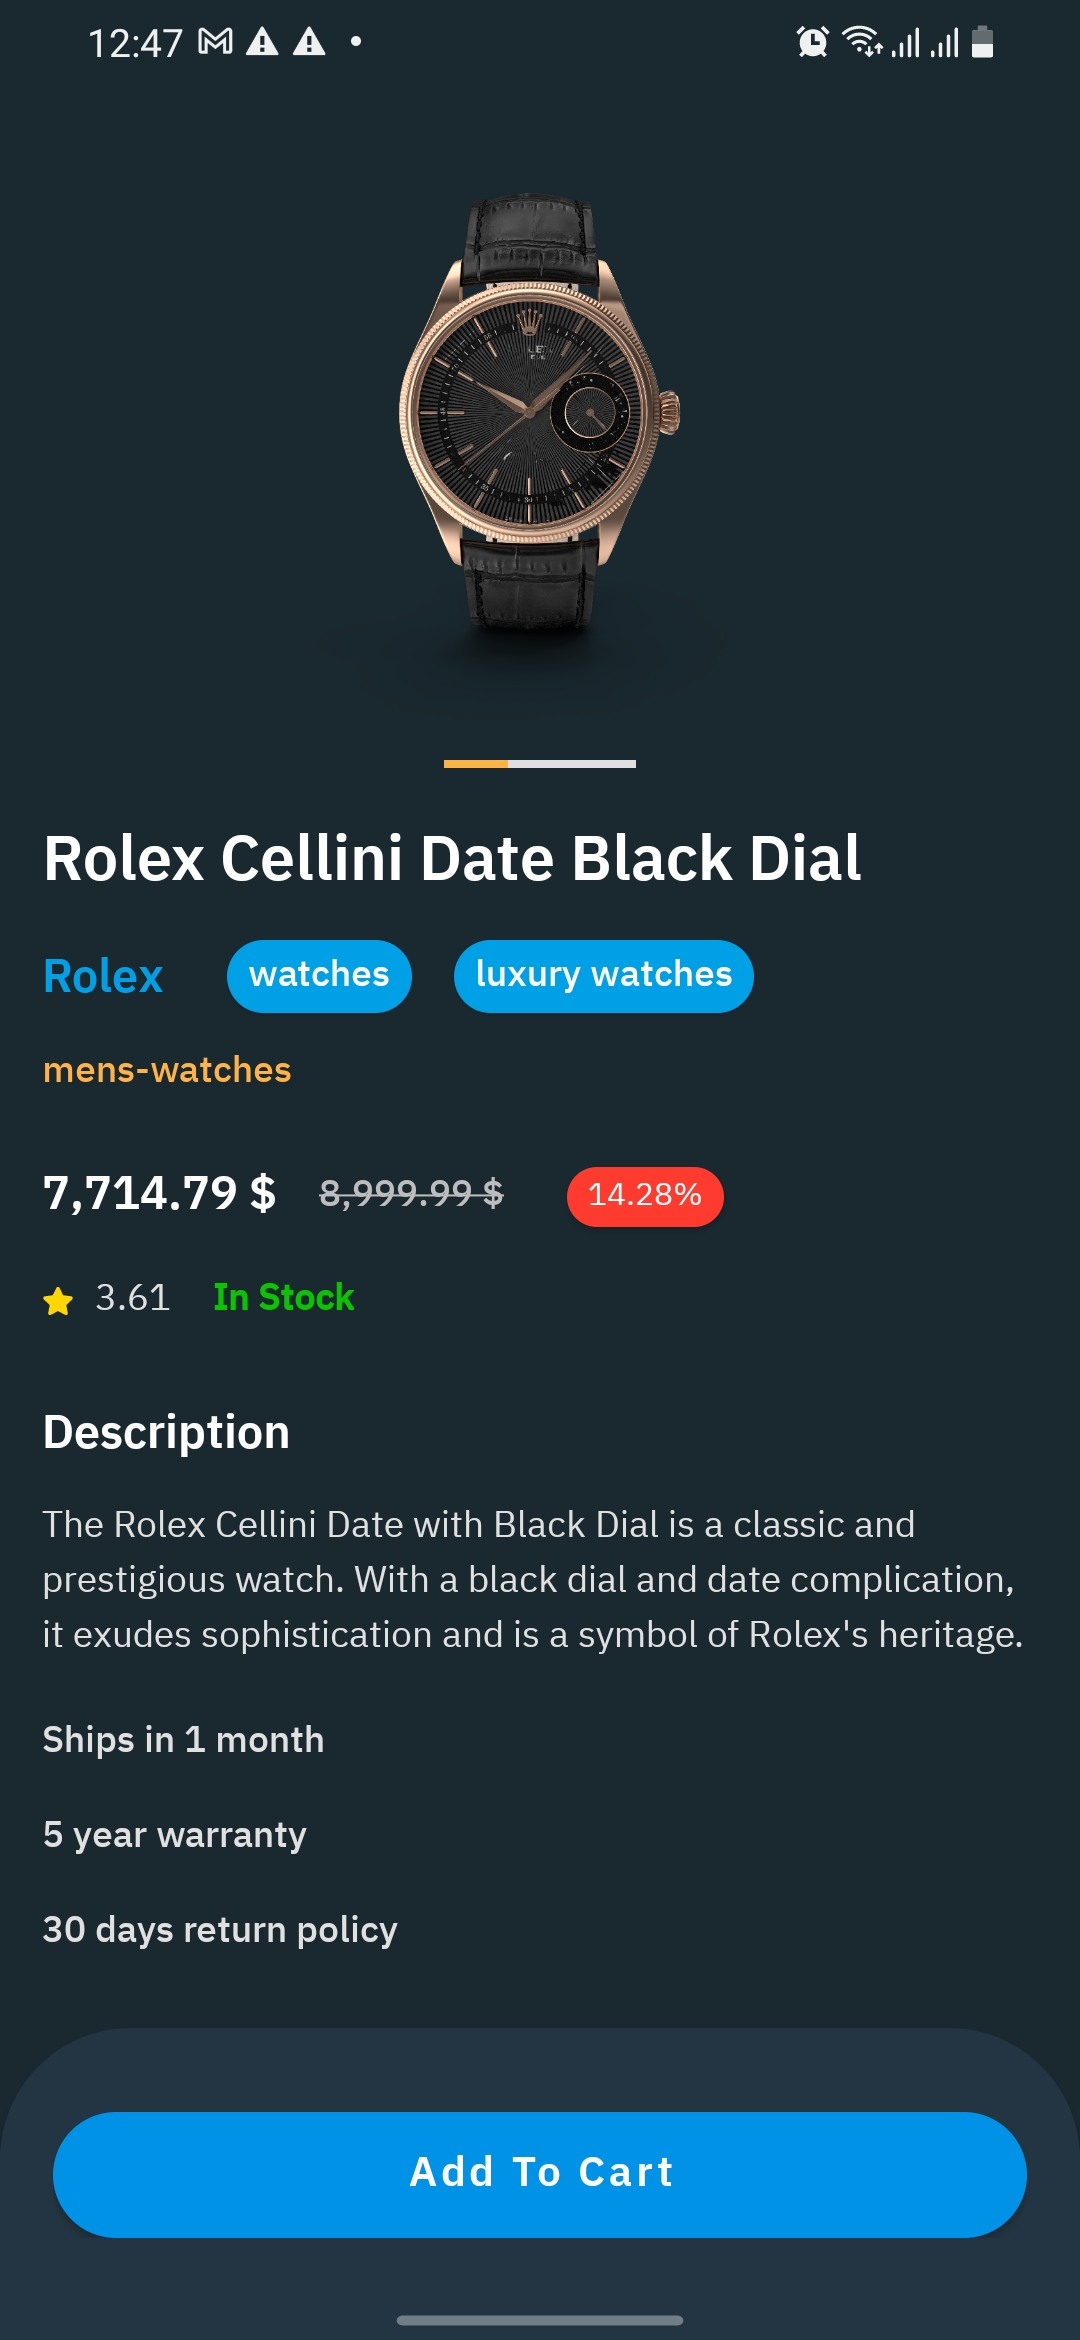 12:47
Rolex Cellini Date Black Dial
Rolex watches luxury watches
mens-watches
7,714.79 $ 8,999.99 $ 14.28%
3.61 In Stock
Description
The Rolex Cellini Date with Black Dial is a classic and
prestigious watch. With a black dial and date complication,
it exudes sophistication and is a symbol of Rolex's heritage.
Ships in 1 month
5 year warranty
30 days return policy
Add To Cart